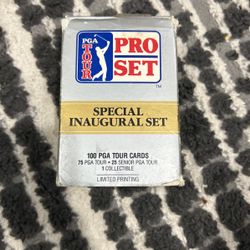 PGA
TOUR
PRO
SET
TM
SPECIAL
INAUGURAL SET
100 PGA TOUR CARDS
75 PGA TOUR • 25 SENIOR PGA TOUR
1 COLLECTIBLE
LIMITED PRINTING